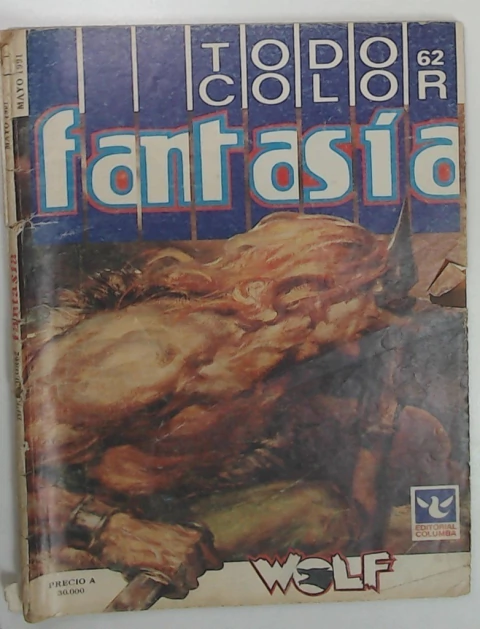 TODO
COLOR
62
fantasía
MAYO 1991
EDITORIAL
COLUMBA
WOLF
PRECIO A
30.000